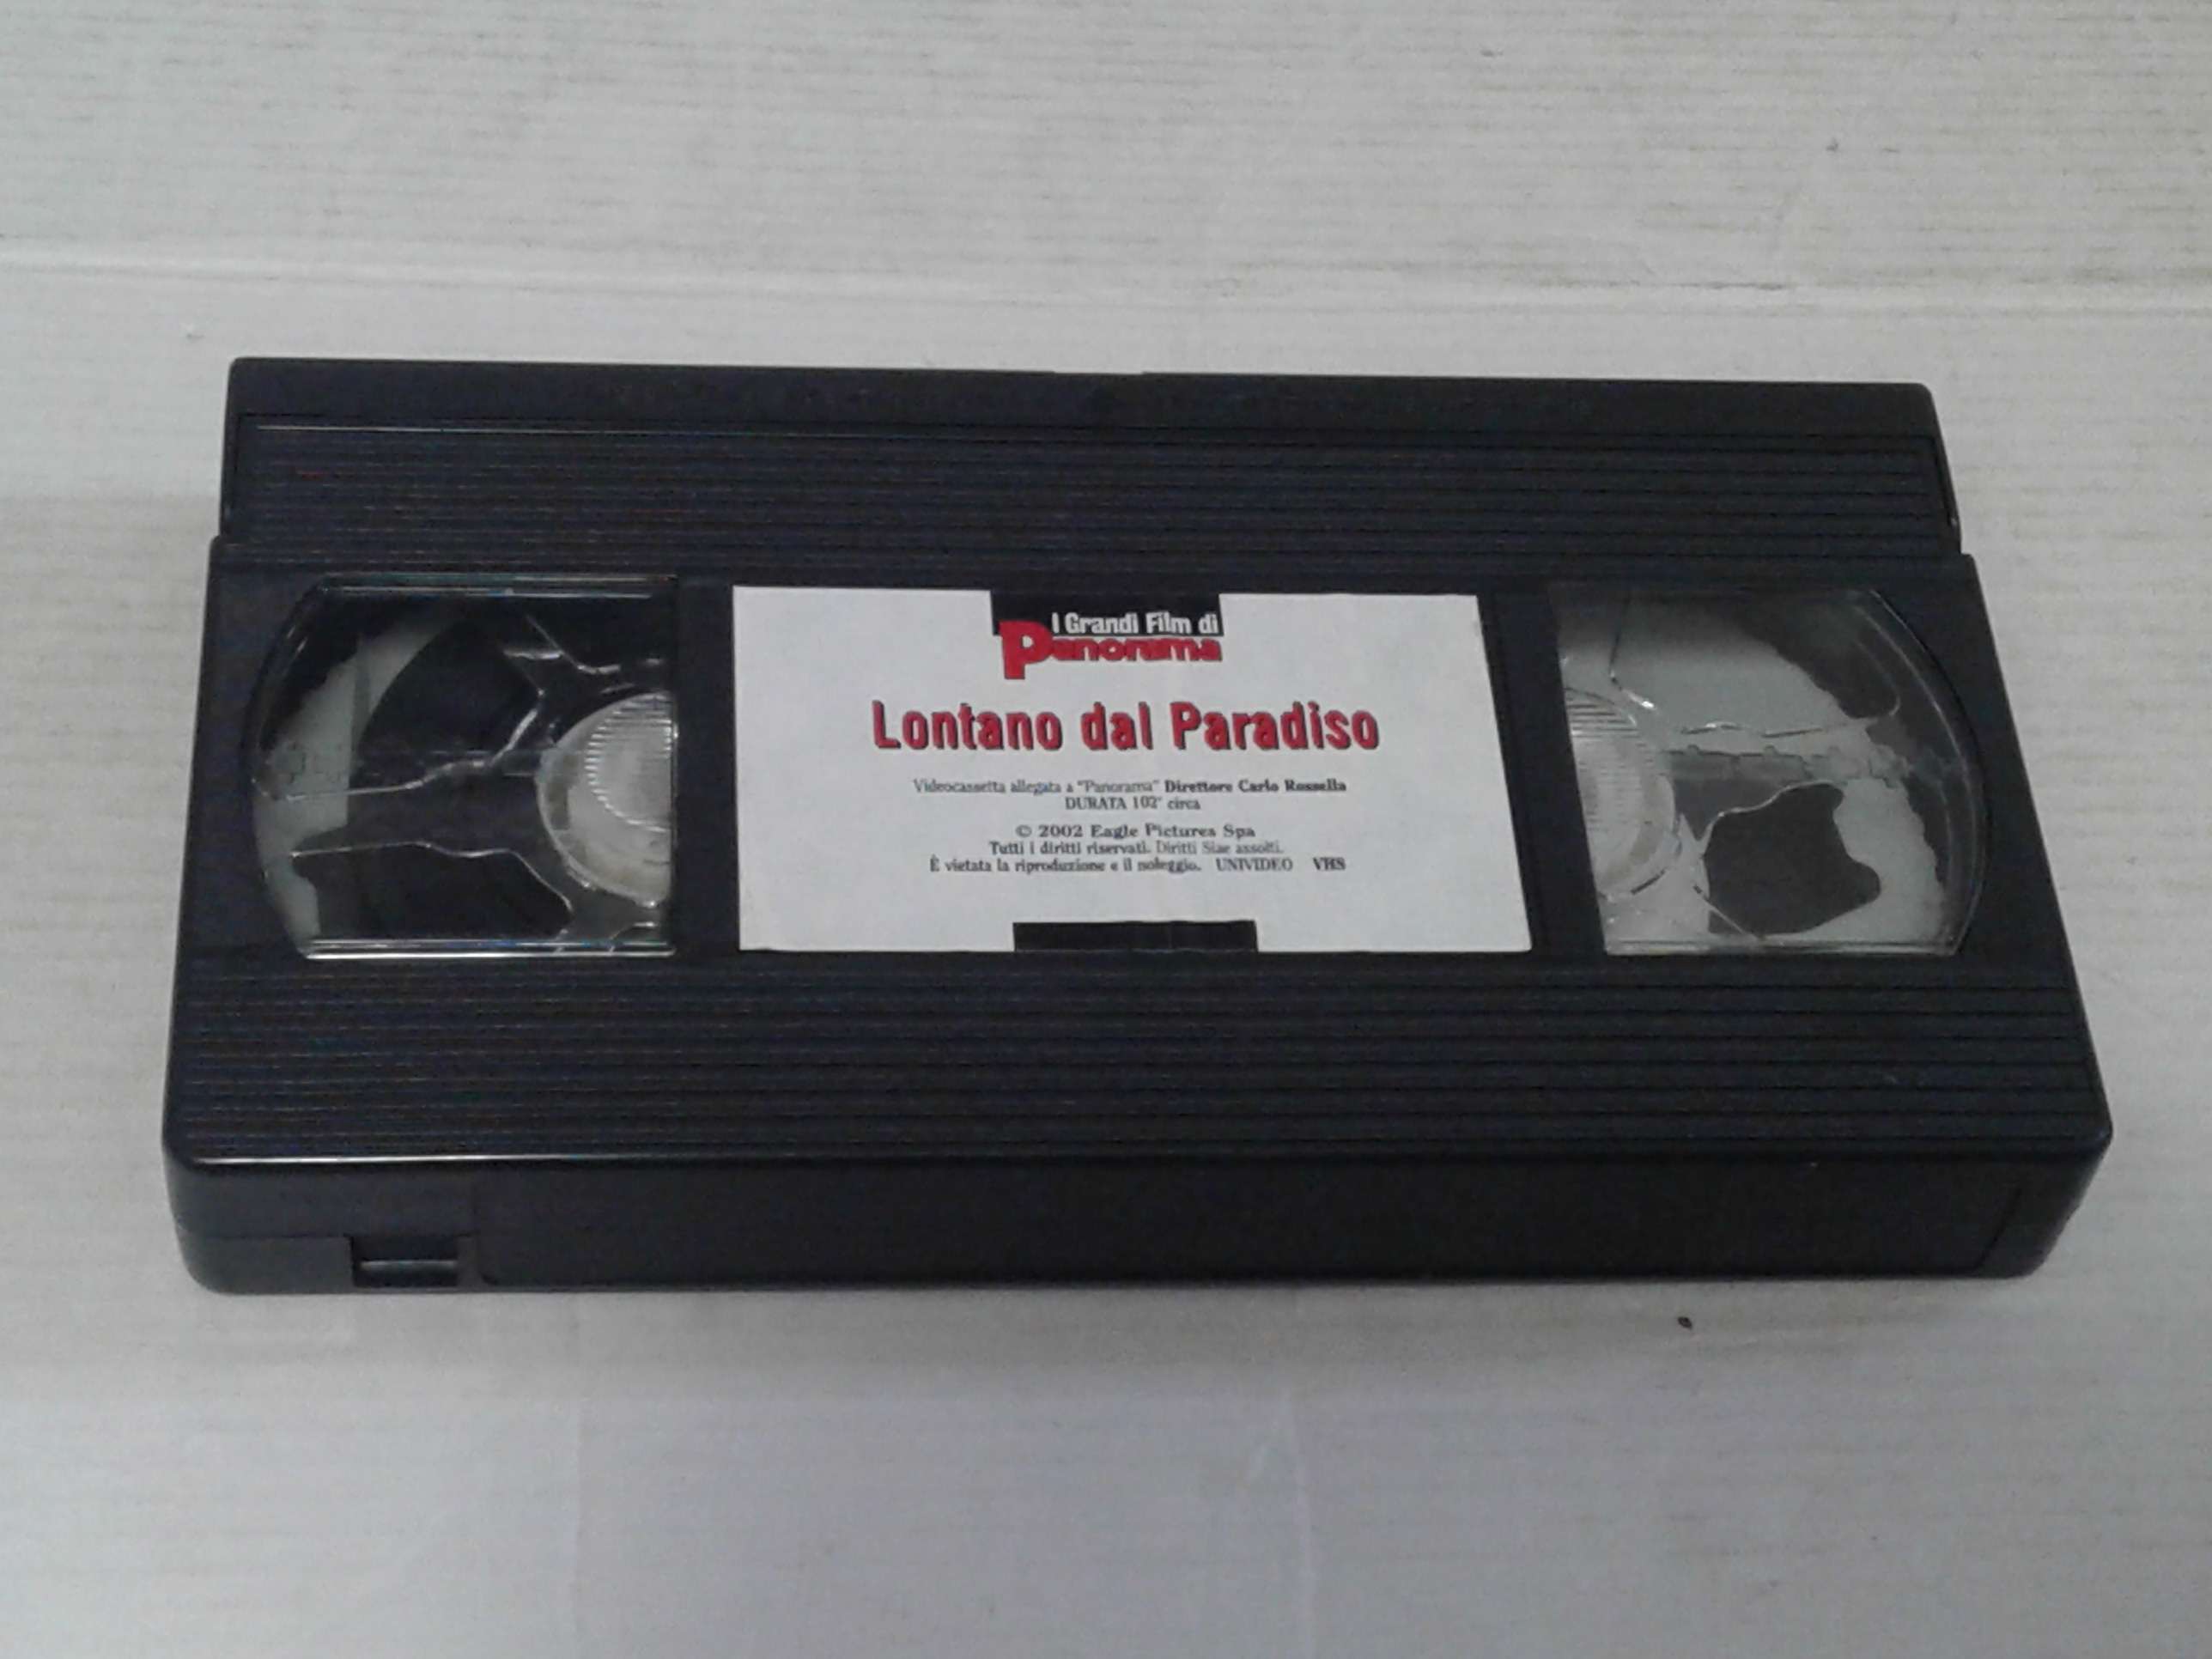 I Grandi Film di
Panorama
Lontano dal Paradiso
Videocassetta allegata a "Panorama" Direttore Carlo Rossella
DURATA 102' circa
© 2002 Eagle Pictures Spa
Tutti i diritti riservati. Diritti Siae assolti.
È vietata la riproduzione e il noleggio. UNIVIDEO VHS